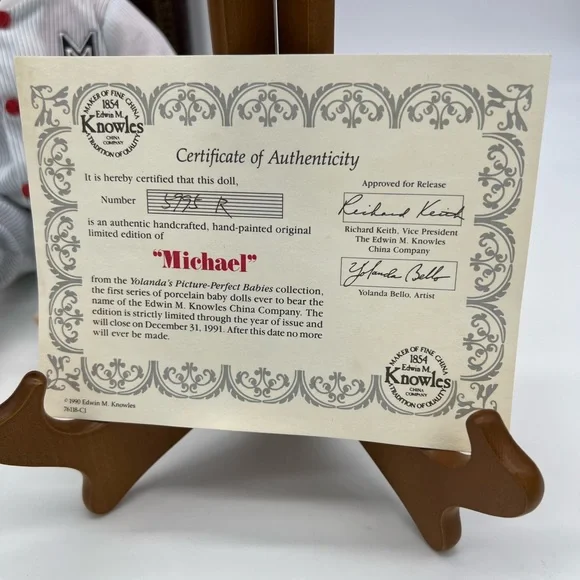 MAKER OF FINE CHINA
1854
Edwin M.
Knowles
CHINA
COMPANY
TRADITION OF QUALITY
Certificate of Authenticity
It is hereby certified that this doll,
Number 5995 R
is an authentic handcrafted, hand-painted original
limited edition of
"Michael"
from the Yolanda's Picture-Perfect Babies collection,
the first series of porcelain baby dolls ever to bear the
name of the Edwin M. Knowles China Company. The
edition is strictly limited through the year of issue and
will close on December 31, 1991. After this date no more
will ever be made.
Approved for Release
Richard Keith
Richard Keith, Vice President
The Edwin M. Knowles
China Company
Yolanda Bello
Yolanda Bello, Artist
MAKER OF FINE CHINA
1854
Edwin M.
Knowles
CHINA
COMPANY
TRADITION OF QUALITY
©1990 Edwin M. Knowles
76118-C1